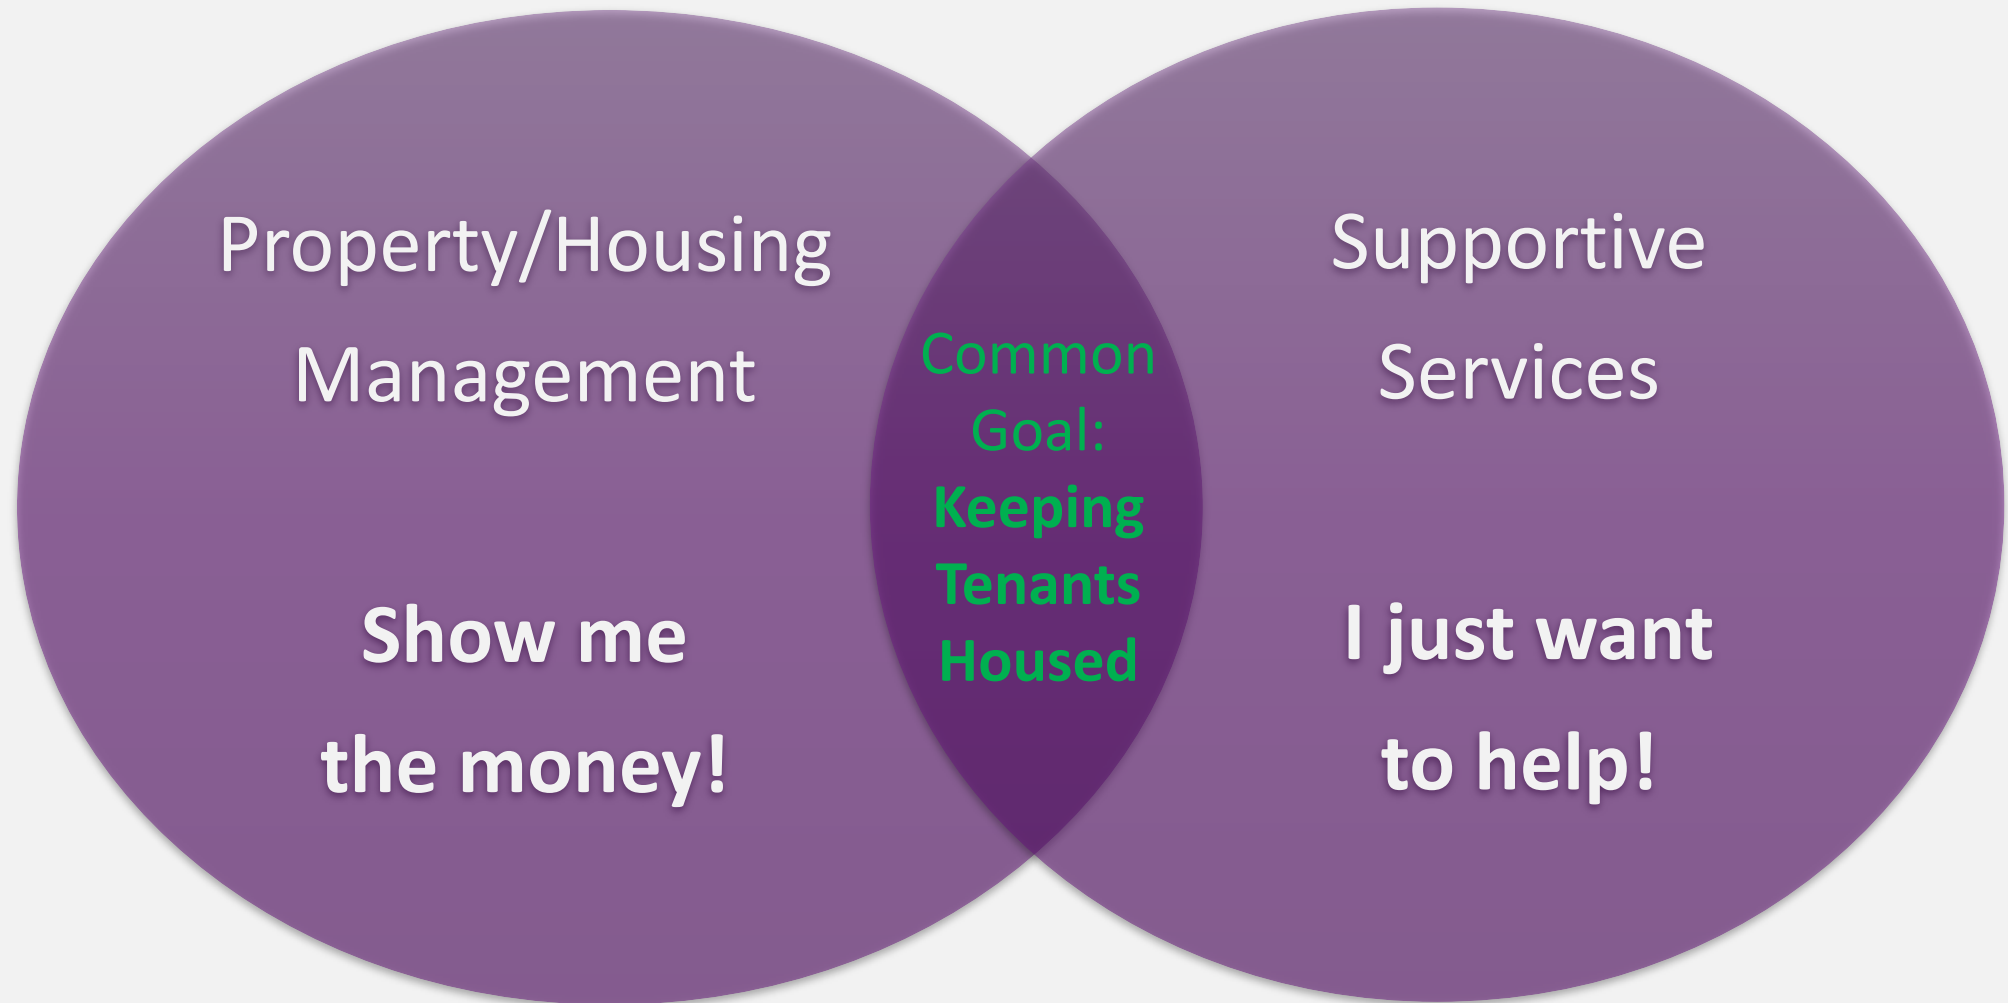 Property/Housing
Management
Show me
the money!
Common
Goal:
Keeping
Tenants
Housed
Supportive
Services
I just want
to help!